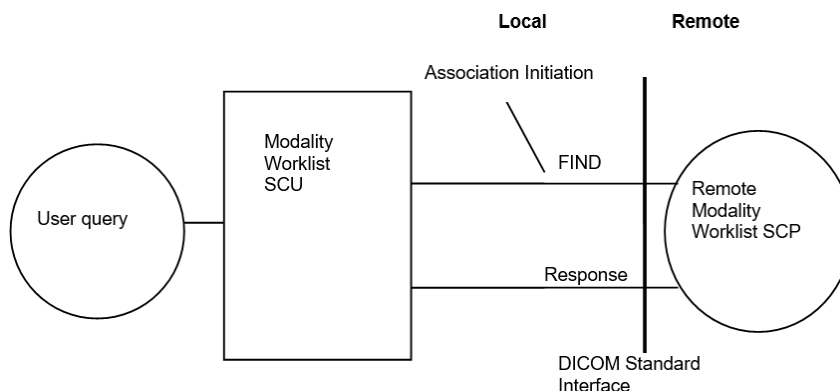 Local
Remote
Association Initiation
Modality
Worklist
SCU
FIND
User query
Remote
Modality
Worklist SCP
Response
DICOM Standard
Interface